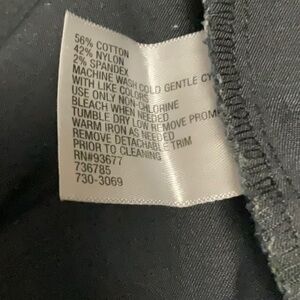 56% COTTON
42% NYLON
2% SPANDEX
MACHINE WASH COLD GENTLE CY
WITH LIKE COLORS
USE ONLY NON-CHLORINE
BLEACH WHEN NEEDED
TUMBLE DRY LOW REMOVE PROM
WARM IRON AS NEEDED
REMOVE DETACHABLE TRIM
PRIOR TO CLEANING
RN#93677
736785
730-3069